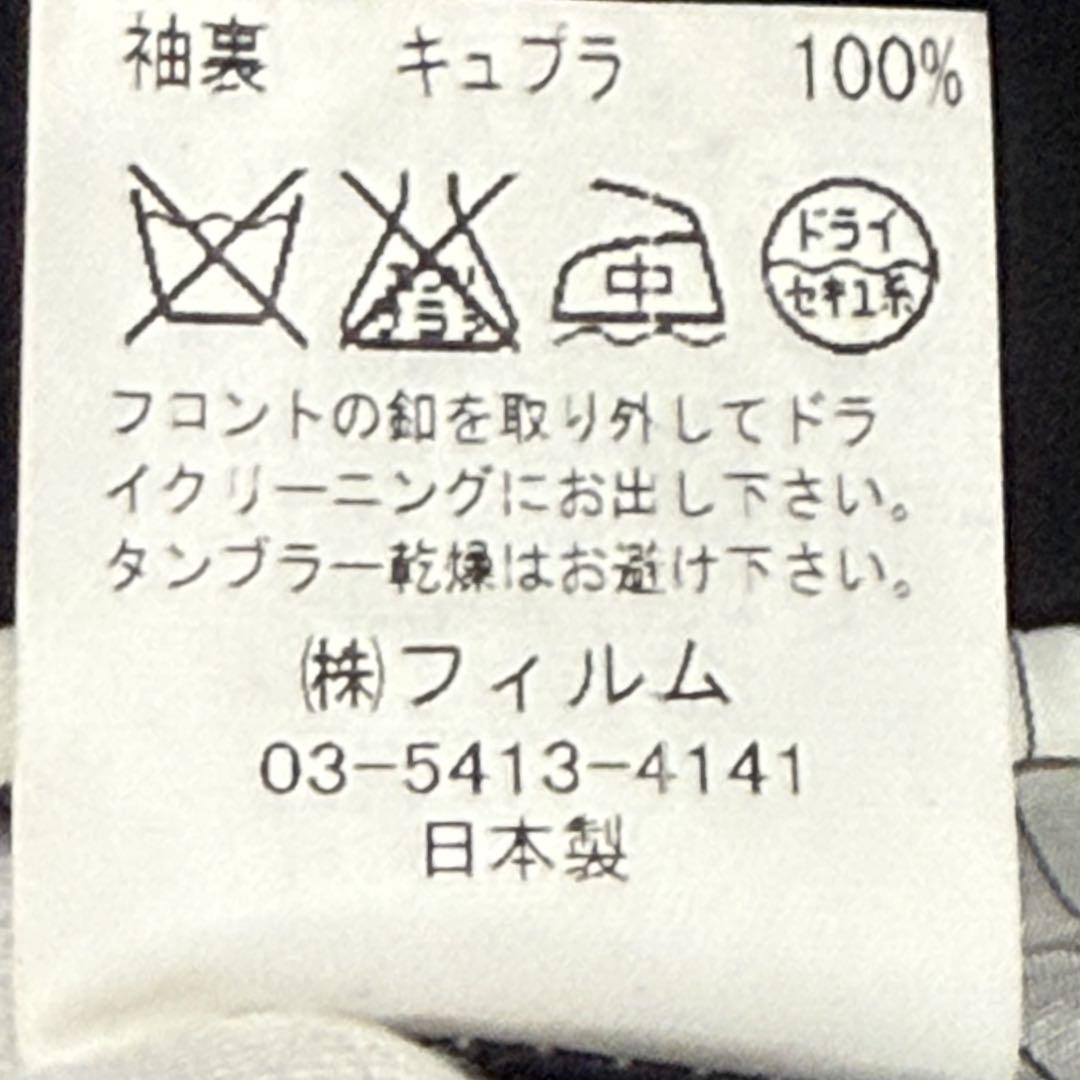 袖裏 キュプラ 100%
中
ドライ
セキユ系
フロントの釦を取り外してドラ
イクリーニングにお出し下さい。
タンブラー乾燥はお避け下さい。
㈱フィルム
03-5413-4141
日本製